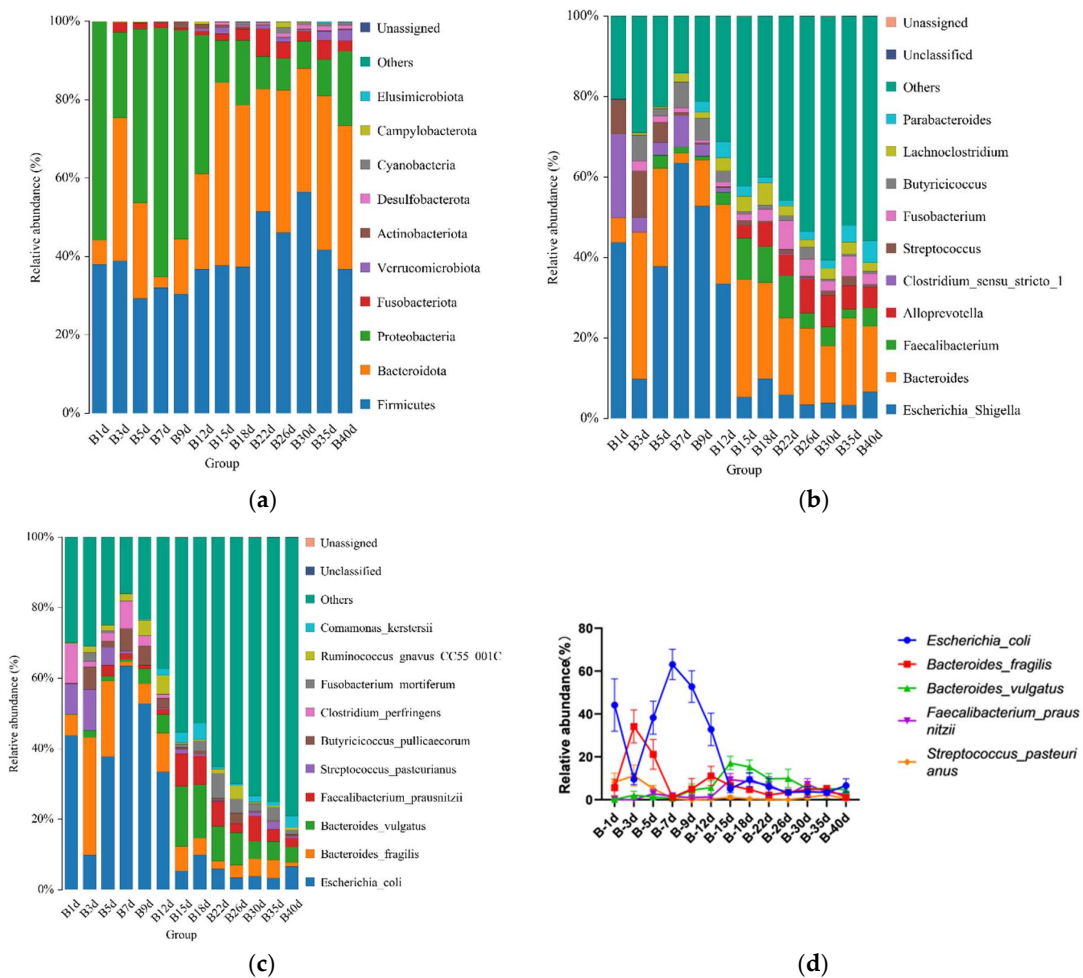 100%
80%
60%
40%
20%
0%
Relative abundance (%)
B1d
B3d
B5d
B7d
B9d
B12d
B15d
B18d
B22d
B26d
B30d
B35d
B40d
Group
Unassigned
Others
Elusimicrobiota
Campylobacterota
Cyanobacteria
Desulfobacterota
Actinobacteriota
Verrucomicrobiota
Fusobacteriota
Proteobacteria
Bacteroidota
Firmicutes
(a)
100%
80%
60%
40%
20%
0%
Relative abundance (%)
B1d
B3d
B5d
B7d
B9d
B12d
B15d
B18d
B22d
B26d
B30d
B35d
B40d
Group
Unassigned
Unclassified
Others
Parabacteroides
Lachnoclostridium
Butyricicoccus
Fusobacterium
Streptococcus
Clostridium_sensu_stricto_1
Alloprevotella
Faecalibacterium
Bacteroides
Escherichia_Shigella
(b)
100%
80%
60%
40%
20%
0%
Relative abundance (%)
B1d
B3d
B5d
B7d
B9d
B12d
B15d
B18d
B22d
B26d
B30d
B35d
B40d
Group
Unassigned
Unclassified
Others
Comamonas_kerstersii
Ruminococcus_gnavus_CC55_001C
Fusobacterium_mortiferum
Clostridium_perfringens
Butyricicoccus_pullicaecorum
Streptococcus_pasteurianus
Faecalibacterium_prausnitzii
Bacteroides_vulgatus
Bacteroides_fragilis
Escherichia_coli
(c)
80
60
40
20
0
Relative abundance(%)
B-1d
B-3d
B-5d
B-7d
B-9d
B-12d
B-15d
B-18d
B-22d
B-26d
B-30d
B-35d
B-40d
Escherichia_coli
Bacteroides_fragilis
Bacteroides_vulgatus
Faecalibacterium_praus
nitzii
Streptococcus_pasteuri
anus
(d)